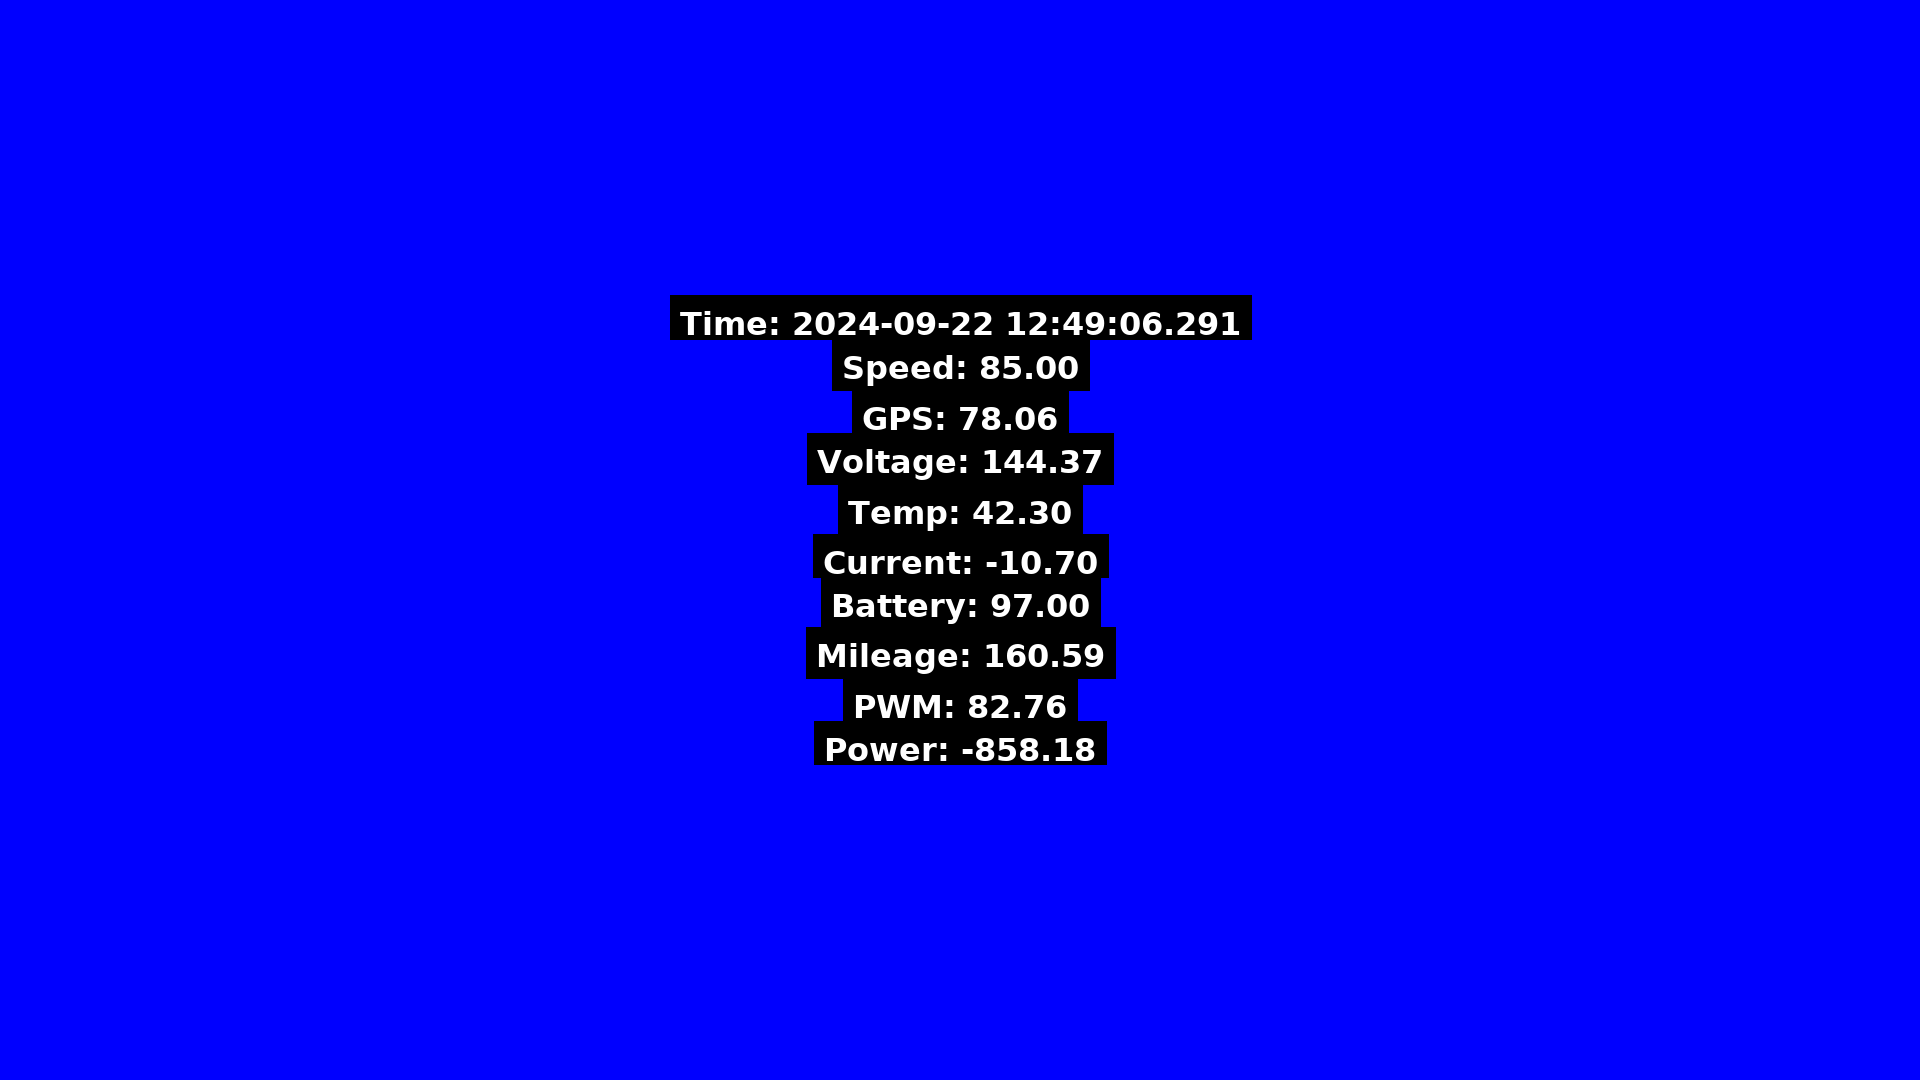 Time: 2024-09-22 12:49:06.291
Speed: 85.00
GPS: 78.06
Voltage: 144.37
Temp: 42.30
Current: -10.70
Battery: 97.00
Mileage: 160.59
PWM: 82.76
Power: -858.18